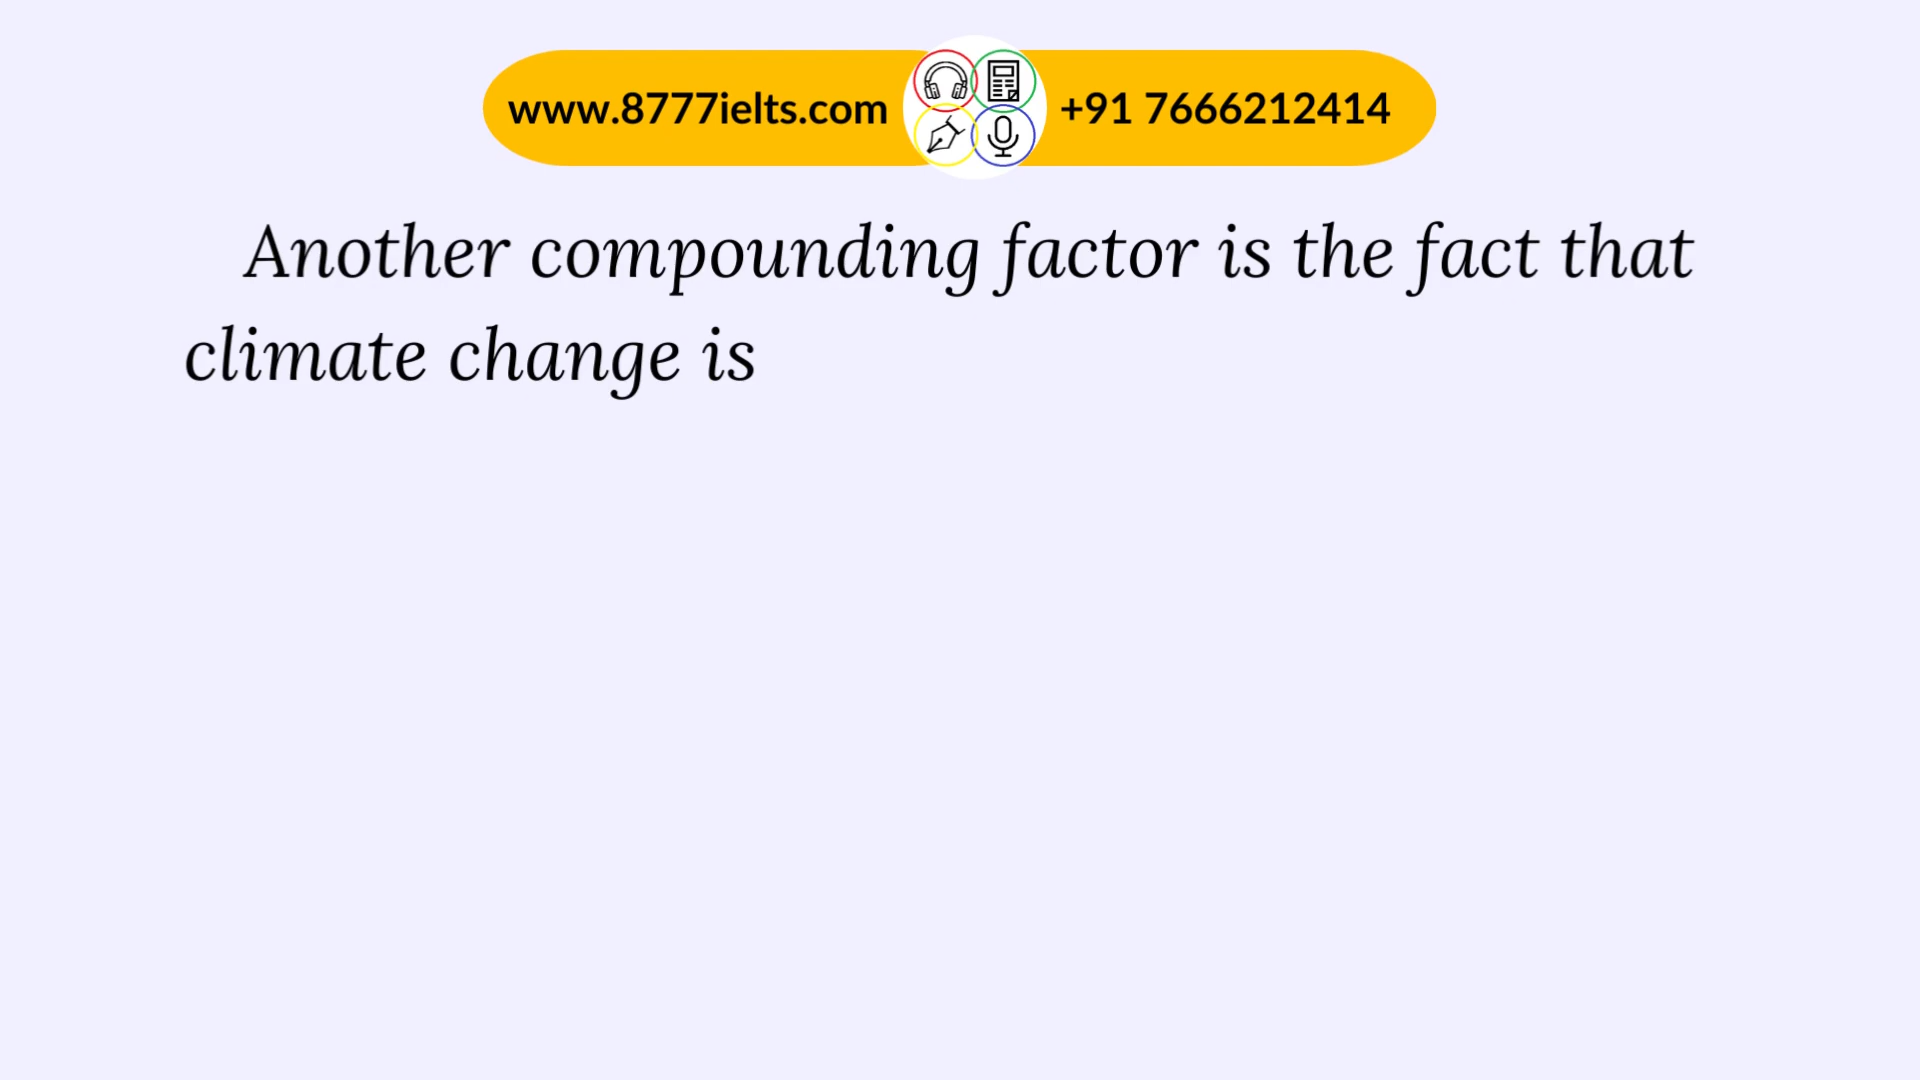 www.8777ielts.com +91 7666212414
Another compounding factor is the fact that
climate change is